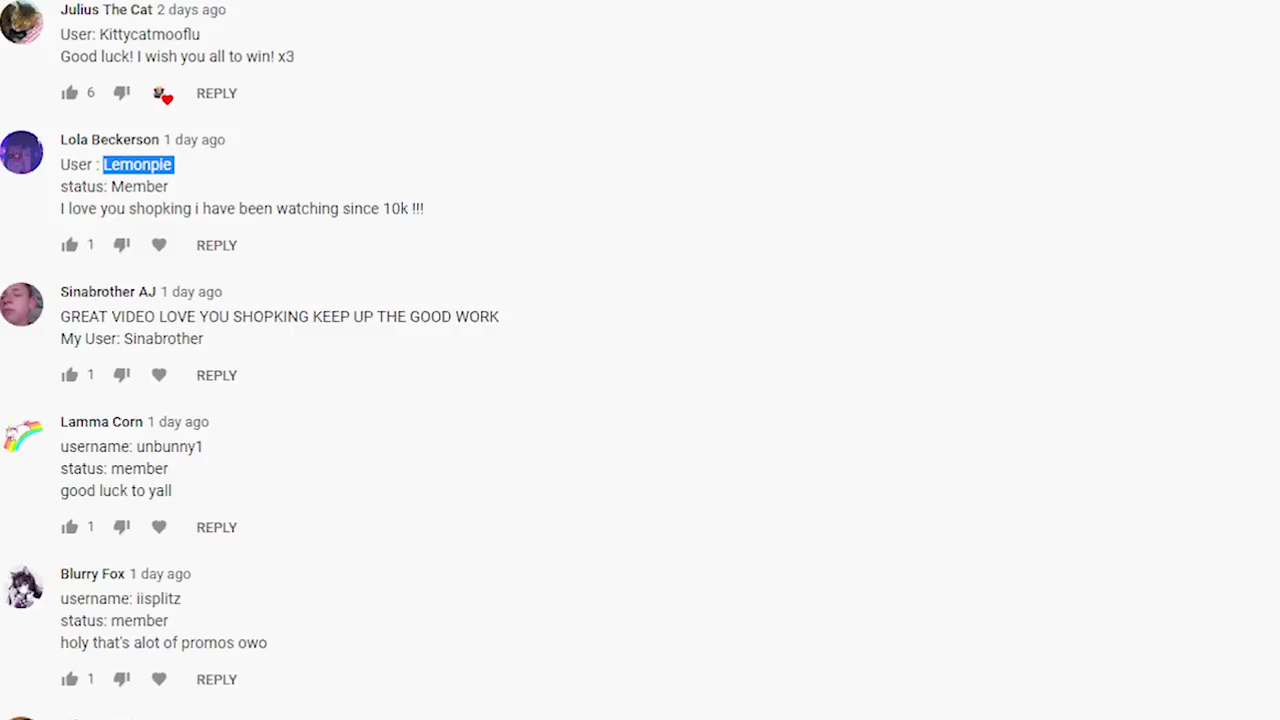 Julius The Cat 2 days ago
User: Kittycatmooflu
Good luck! I wish you all to win! x3
6 REPLY
Lola Beckerson 1 day ago
User : Lemonpie
status: Member
I love you shopking i have been watching since 10k !!!
1 REPLY
Sinabrother AJ 1 day ago
GREAT VIDEO LOVE YOU SHOPKING KEEP UP THE GOOD WORK
My User: Sinabrother
1 REPLY
Lamma Corn 1 day ago
username: unbunny1
status: member
good luck to yall
1 REPLY
Blurry Fox 1 day ago
username: iisplitz
status: member
holy that's alot of promos owo
1 REPLY